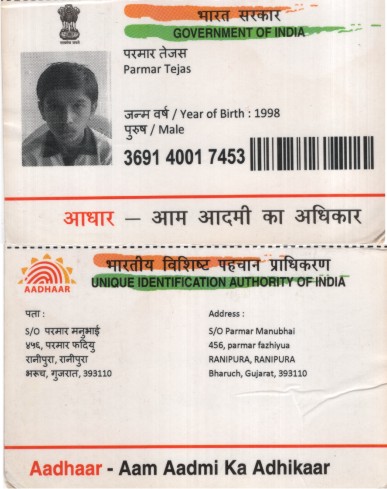 भारत सरकार
GOVERNMENT OF INDIA
परमार तेजस
Parmar Tejas
जन्म वर्ष / Year of Birth : 1998
पुरुष / Male
3691 4001 7453
आधार — आम आदमी का अधिकार
भारतीय विशिष्ट पहचान प्राधिकरण
UNIQUE IDENTIFICATION AUTHORITY OF INDIA
AADHAAR
पता :
S/O परमार मनुभाई
४५६, परमार फदियु
रानीपुरा, रानीपुरा
भरूच, गुजरात, 393110
Address :
S/O Parmar Manubhai
456, parmar fazhiyua
RANIPURA, RANIPURA
Bharuch, Gujarat, 393110
Aadhaar - Aam Aadmi Ka Adhikaar